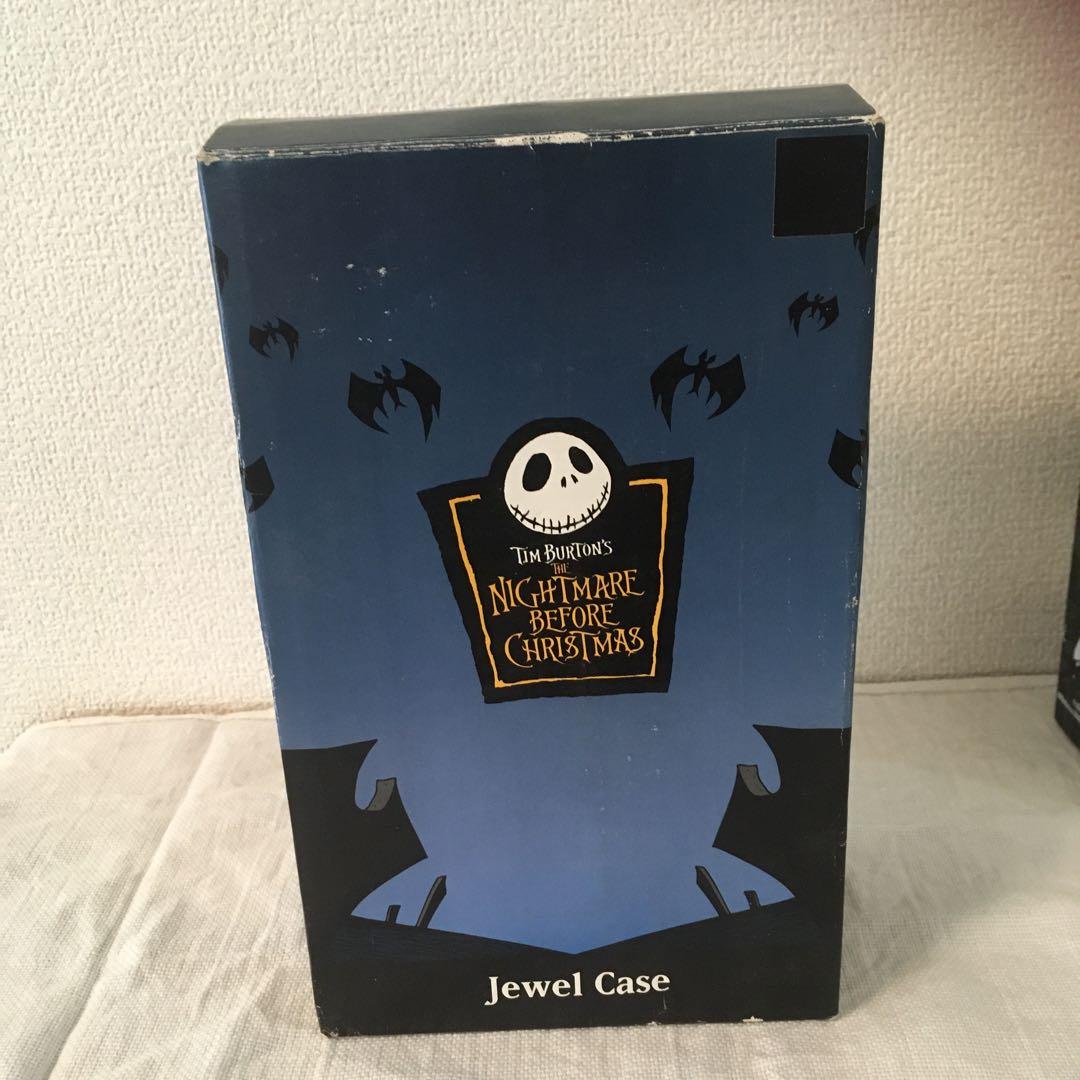 TIM BURTON'S
THE
NIGHTMARE
BEFORE
CHRISTMAS
Jewel Case